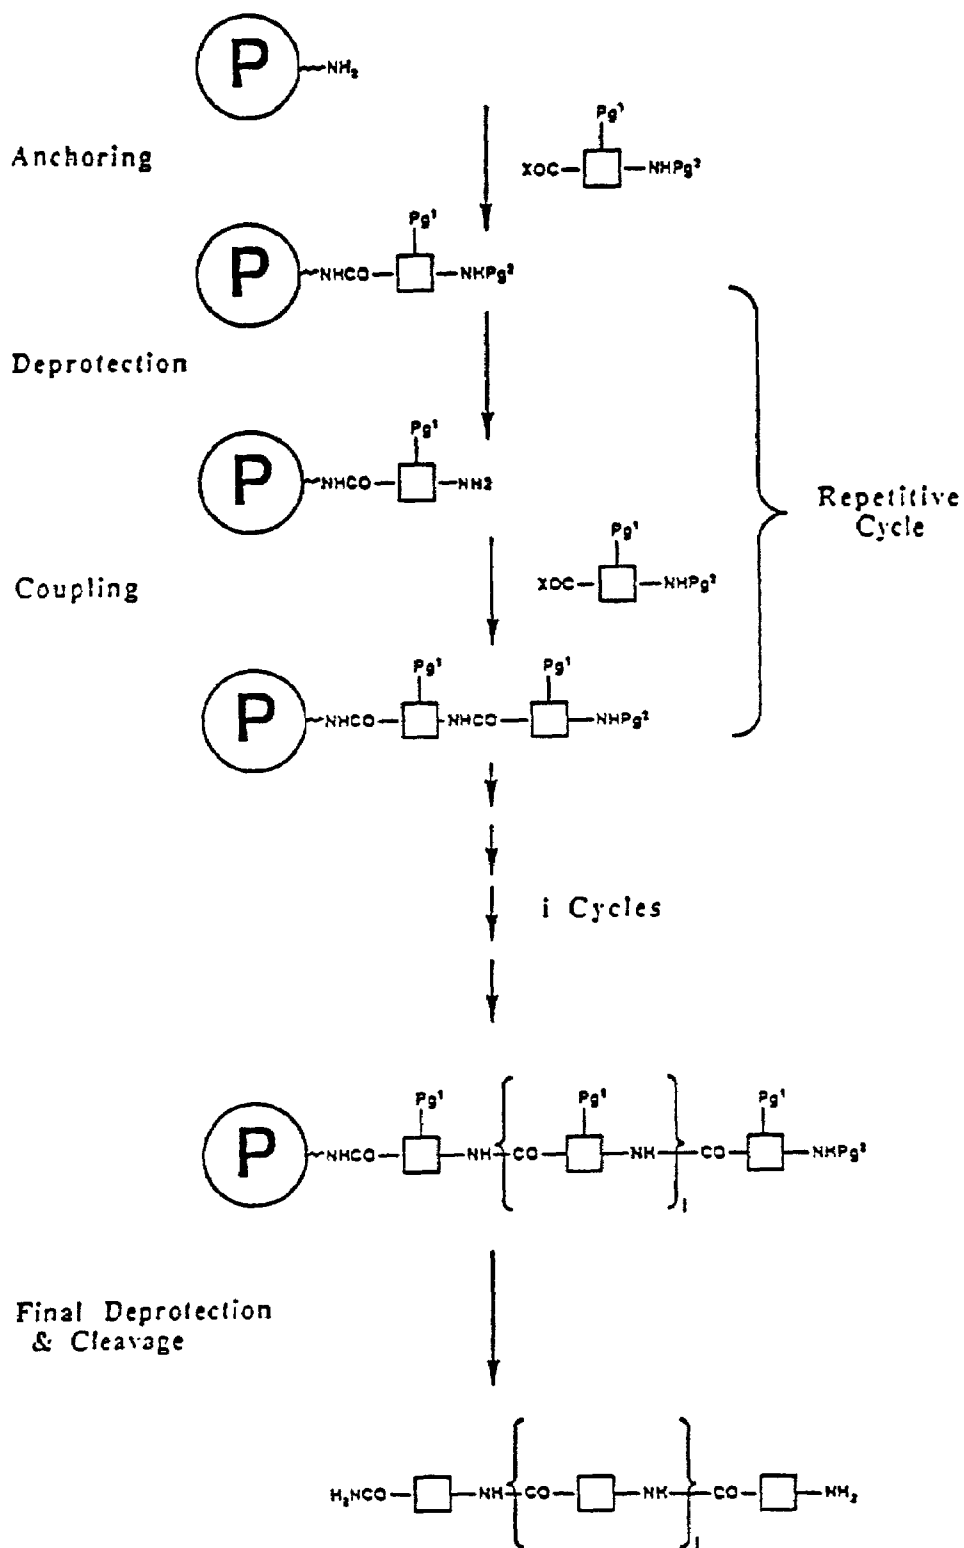 P
NH₂
Pg¹
Anchoring
XOC NHPg²
Pg¹
P NHCO NHPg²
Deprotection
Pg¹
P NHCO NH2
Repetitive
Cycle
Pg¹
Coupling
XOC NHPg²
Pg¹ Pg¹
P NHCO NHCO NHPg²
i Cycles
Pg¹ Pg¹ Pg¹
P NHCO NH CO NH CO NHPg²
i
Final Deprotection
& Cleavage
H₂NCO NH CO NH CO NH₂
i